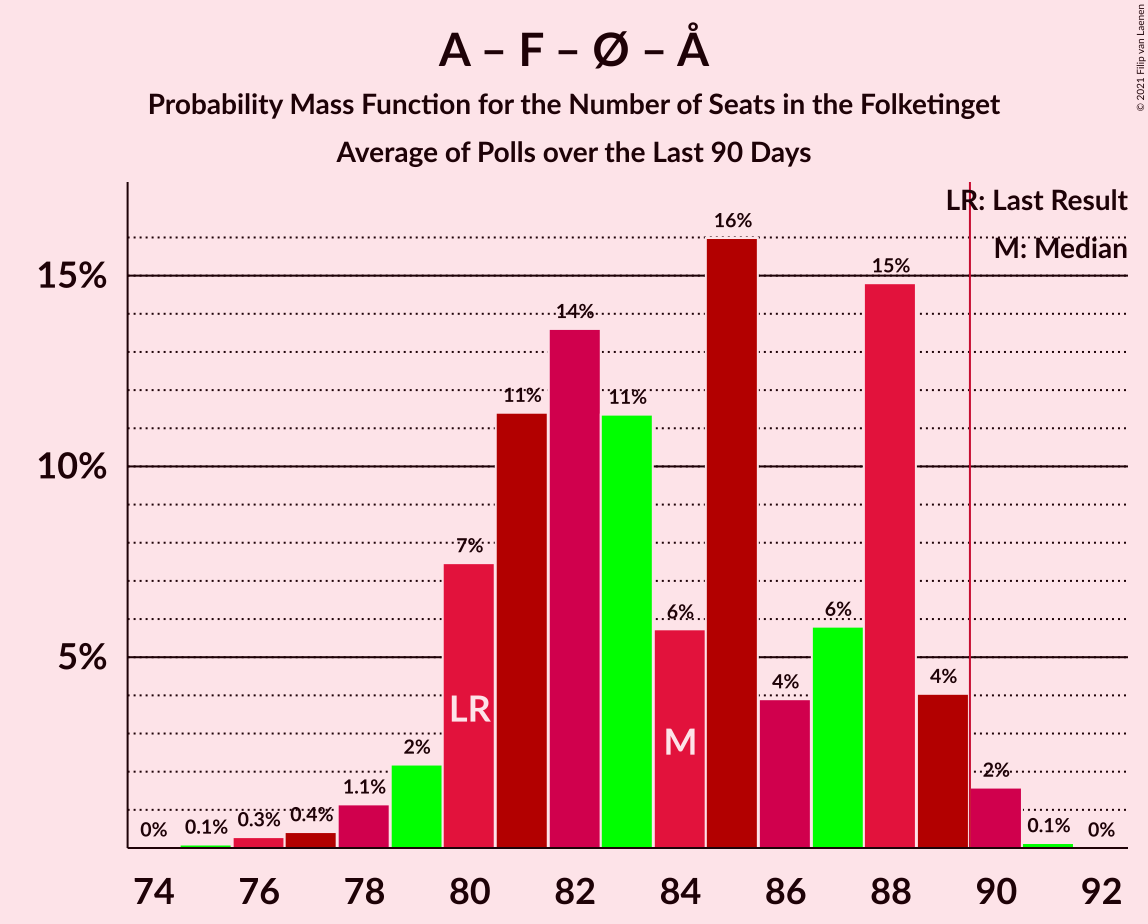 A – F – Ø – Å
Probability Mass Function for the Number of Seats in the Folketinget
Average of Polls over the Last 90 Days
© 2021 Filip van Laenen
LR: Last Result
M: Median
15%
10%
5%
0%
0.1%
0.3%
0.4%
1.1%
2%
7%
11%
14%
11%
6%
16%
4%
6%
15%
4%
2%
0.1%
0%
LR
M
74 76 78 80 82 84 86 88 90 92